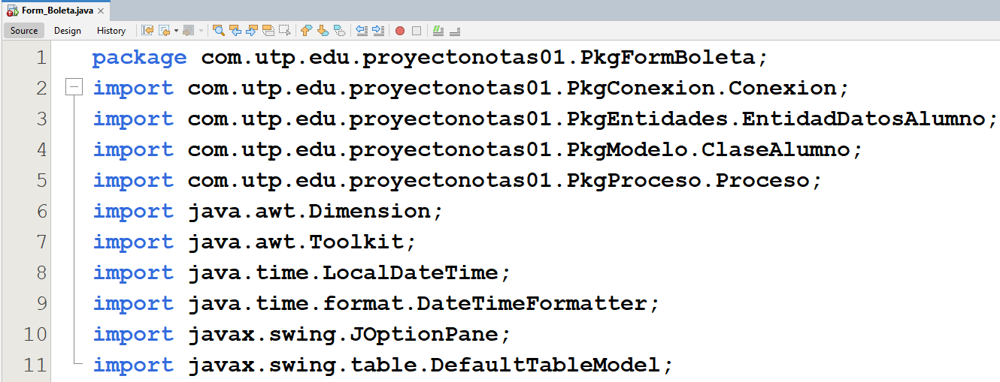 Form_Boleta.java
Source Design History
1 package com.utp.edu.proyectonotas01.PkgFormBoleta;
2 import com.utp.edu.proyectonotas01.PkgConexion.Conexion;
3 import com.utp.edu.proyectonotas01.PkgEntidades.EntidadDatosAlumno;
4 import com.utp.edu.proyectonotas01.PkgModelo.ClaseAlumno;
5 import com.utp.edu.proyectonotas01.PkgProceso.Proceso;
6 import java.awt.Dimension;
7 import java.awt.Toolkit;
8 import java.time.LocalDateTime;
9 import java.time.format.DateTimeFormatter;
10 import javax.swing.JOptionPane;
11 import javax.swing.table.DefaultTableModel;